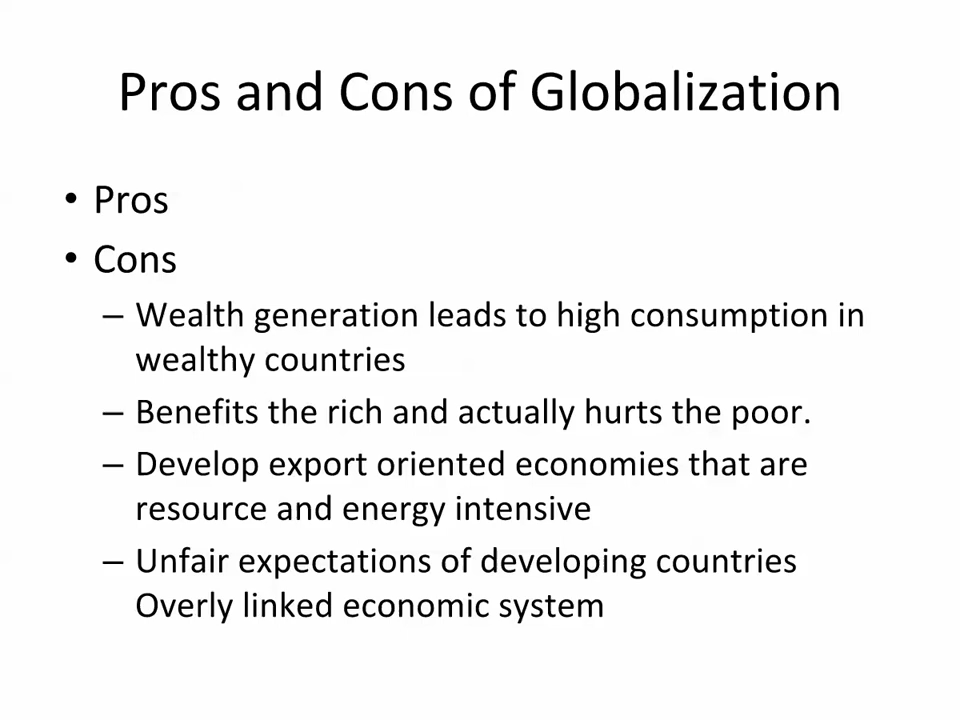 Pros and Cons of Globalization
• Pros
• Cons
– Wealth generation leads to high consumption in
wealthy countries
– Benefits the rich and actually hurts the poor.
– Develop export oriented economies that are
resource and energy intensive
– Unfair expectations of developing countries
Overly linked economic system